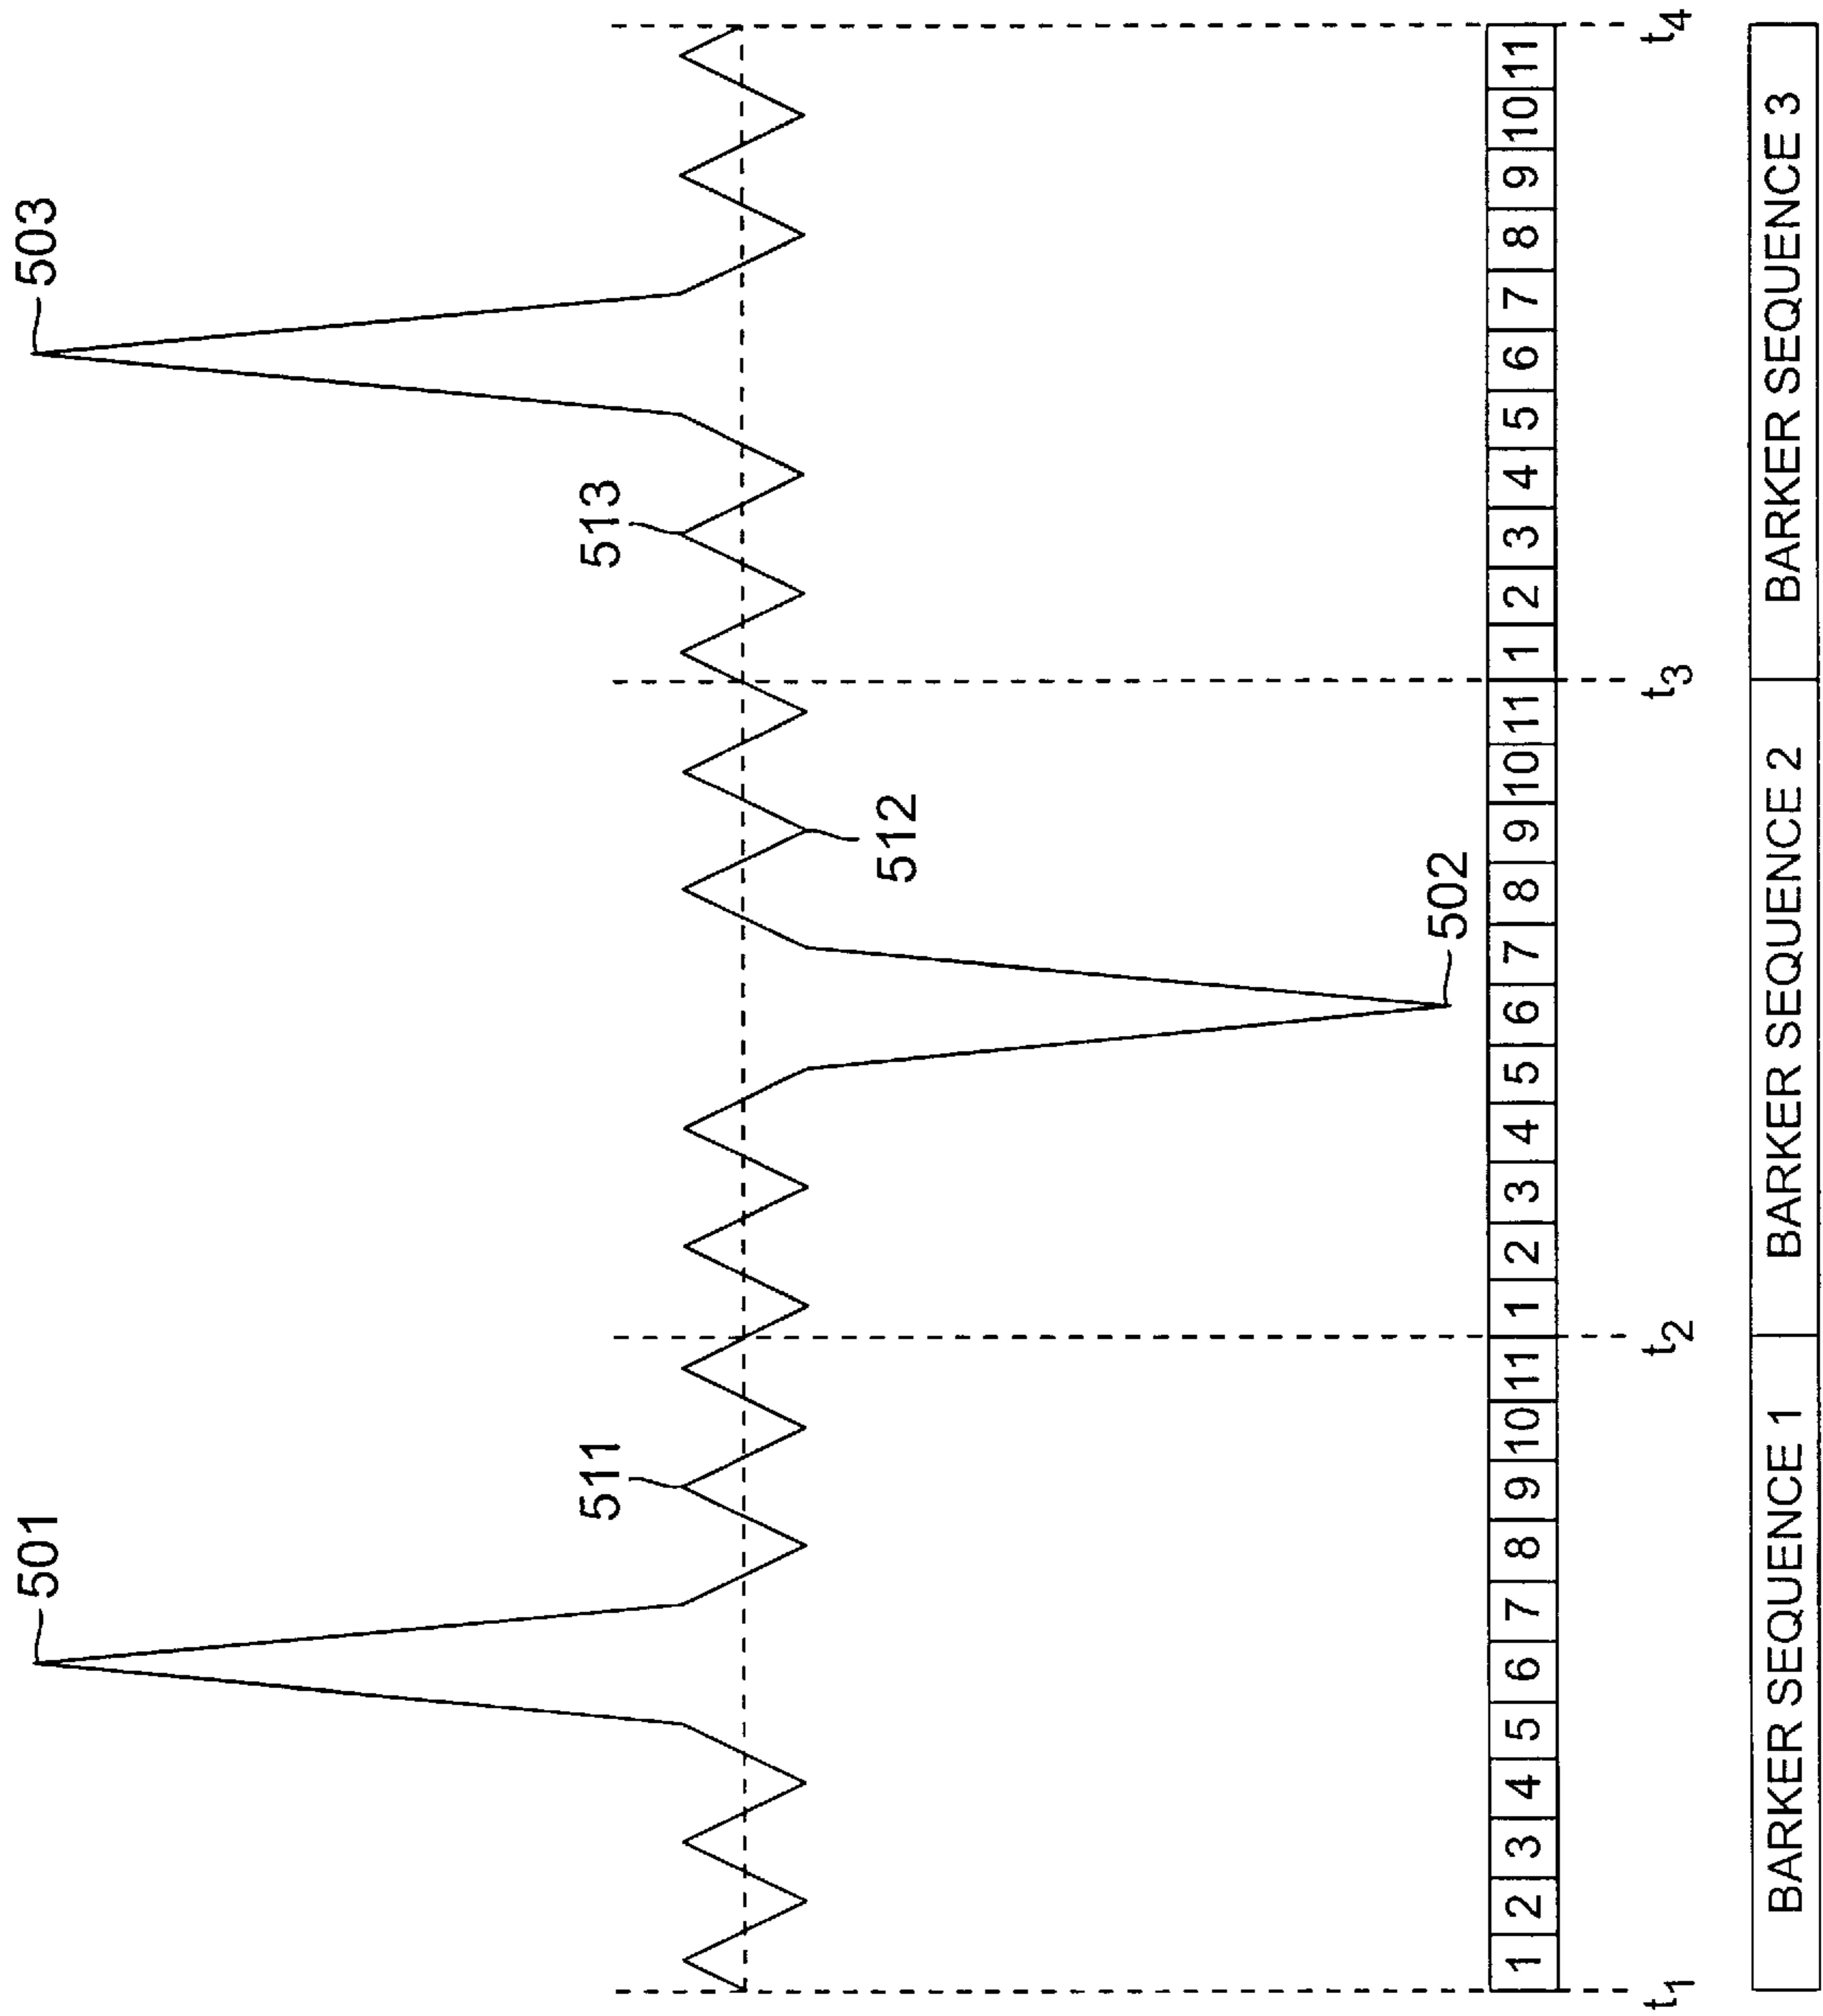 501
503
511
513
512
502
1 2 3 4 5 6 7 8 9 10 11 1 2 3 4 5 6 7 8 9 10 11 1 2 3 4 5 6 7 8 9 10 11
t1 t2 t3 t4
BARKER SEQUENCE 1 BARKER SEQUENCE 2 BARKER SEQUENCE 3